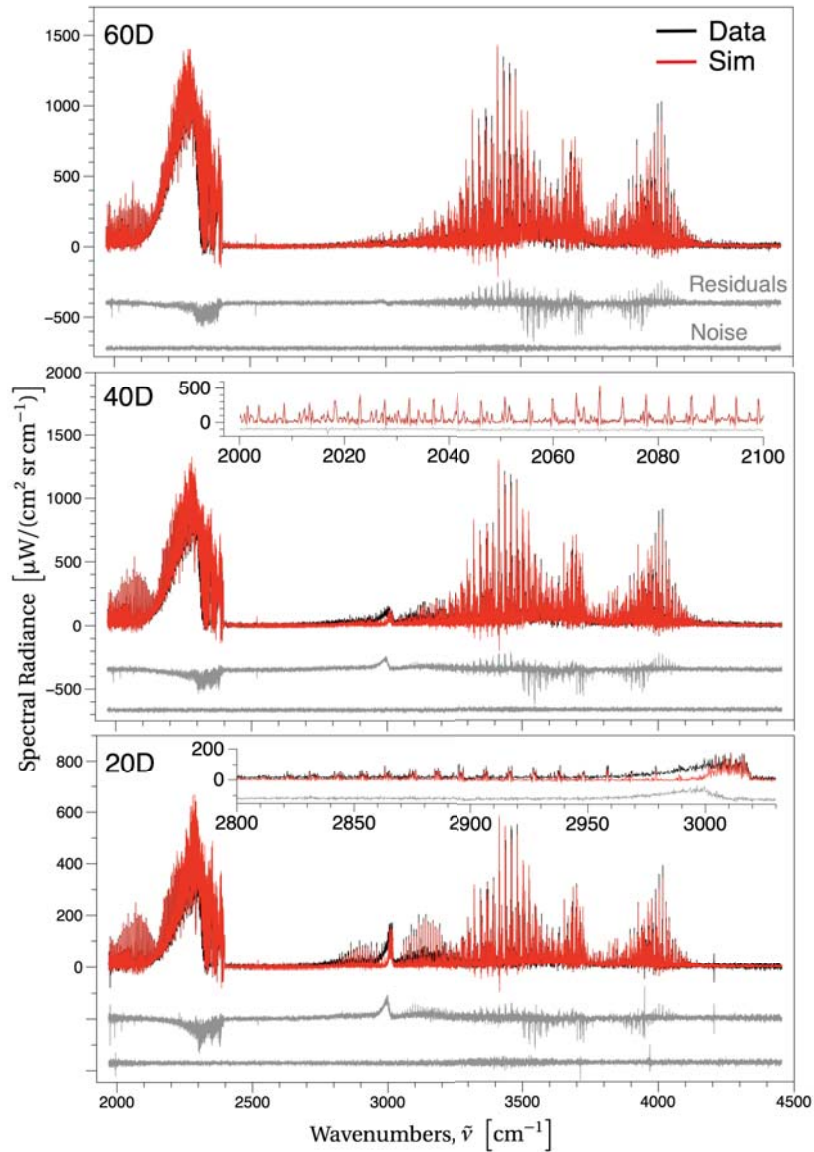 60D
Data
Sim
1500
1000
500
0
−500
Residuals
Noise
40D
2000
1500
1000
500
0
−500
500
0
2000 2020 2040 2060 2080 2100
Spectral Radiance [μW/(cm² sr cm⁻¹)]
20D
800
600
400
200
0
200
0
2800 2850 2900 2950 3000
2000 2500 3000 3500 4000 4500
Wavenumbers, ν̃ [cm⁻¹]